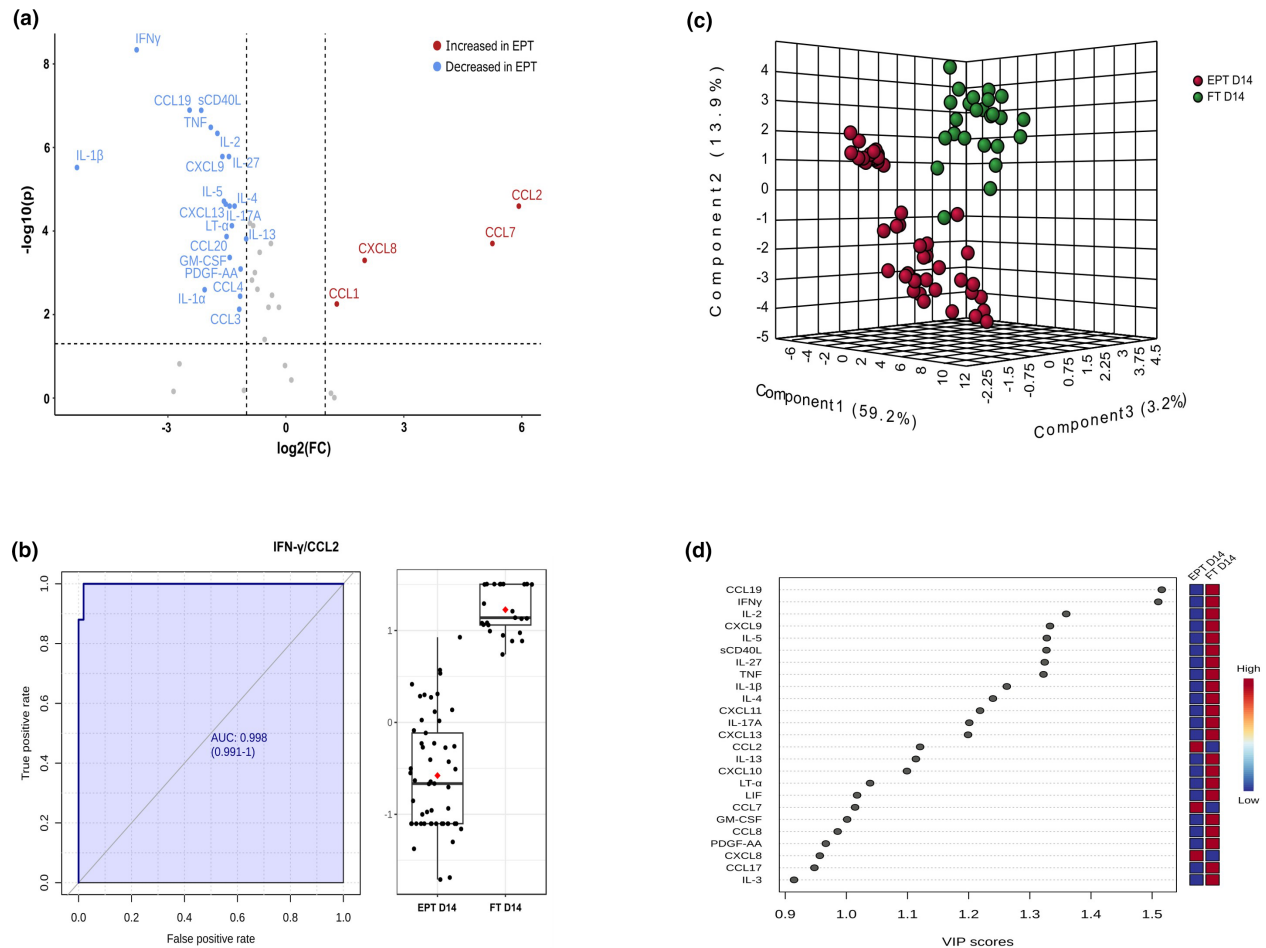 (a)
IFNγ
Increased in EPT
Decreased in EPT
CCL19 sCD40L
TNF
IL-2
IL-1β
CXCL9 IL-27
IL-5 IL-4
CXCL13 IL-17A
LT-α IL-13
CCL20
GM-CSF
PDGF-AA
CCL4
IL-1α
CCL3
CCL2
CCL7
CXCL8
CCL1
8
6
4
2
0
-log10(p)
-3 0 3 6
log2(FC)
(c)
EPT D14
FT D14
4
3
2
1
0
-1
-2
-3
-4
-5
Component2 (13.9%)
-6 -4 -2 0 2 4 6 8 10 12
Component1 (59.2%)
-2.25 -1.5 -0.75 0 0.75 1.5 2.25 3 3.75 4.5
Component3 (3.2%)
(b)
IFN-γ/CCL2
1.0
0.8
0.6
0.4
0.2
0.0
True positive rate
AUC: 0.998
(0.991-1)
0.0 0.2 0.4 0.6 0.8 1.0
False positive rate
1
0
-1
EPT D14 FT D14
(d)
EPT D14
FT D14
CCL19
IFNγ
IL-2
CXCL9
IL-5
sCD40L
IL-27
TNF
IL-1β
IL-4
CXCL11
IL-17A
CXCL13
CCL2
IL-13
CXCL10
LT-α
LIF
CCL7
GM-CSF
CCL8
PDGF-AA
CXCL8
CCL17
IL-3
High
Low
0.9 1.0 1.1 1.2 1.3 1.4 1.5
VIP scores